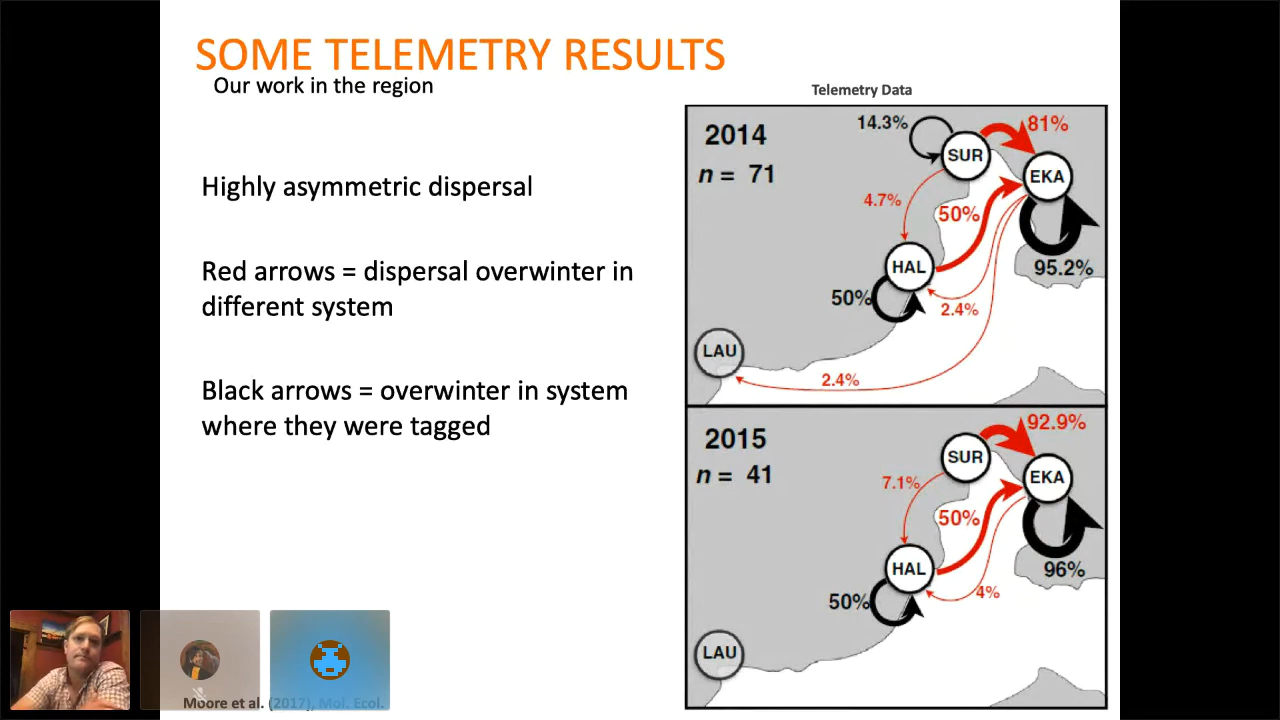 SOME TELEMETRY RESULTS
Our work in the region
Highly asymmetric dispersal
Red arrows = dispersal overwinter in
different system
Black arrows = overwinter in system
where they were tagged
Moore et al. (2017), Mol. Ecol.
Telemetry Data
2014
n = 71
14.3%
SUR
81%
EKA
4.7%
50%
HAL
95.2%
50%
2.4%
LAU
2.4%
2015
n = 41
SUR
92.9%
EKA
7.1%
50%
HAL
96%
50%
4%
LAU